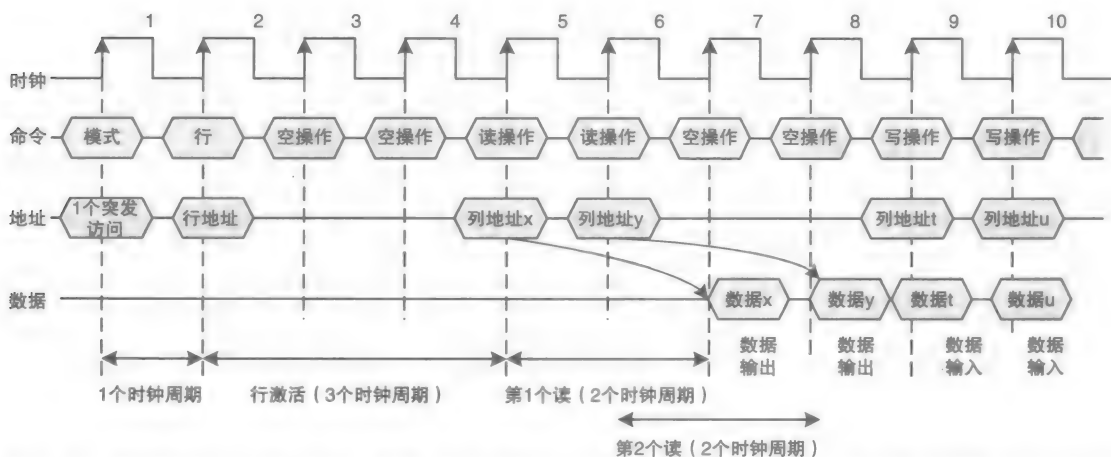 1 2 3 4 5 6 7 8 9 10
时钟
命令 模式 行 空操作 空操作 读操作 读操作 空操作 空操作 写操作 写操作
地址 1个突发访问 行地址 列地址x 列地址y 列地址t 列地址u
数据 数据x 数据y 数据t 数据u
数据输出 数据输出 数据输入 数据输入
1个时钟周期 行激活（3个时钟周期） 第1个读（2个时钟周期）
第2个读（2个时钟周期）